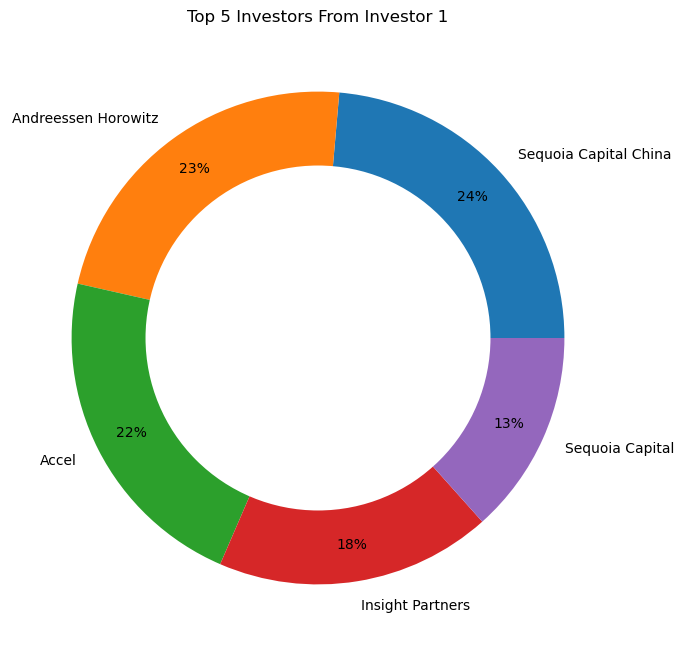 Top 5 Investors From Investor 1
Andreessen Horowitz
Sequoia Capital China
23%
24%
22%
13%
Accel
Sequoia Capital
18%
Insight Partners